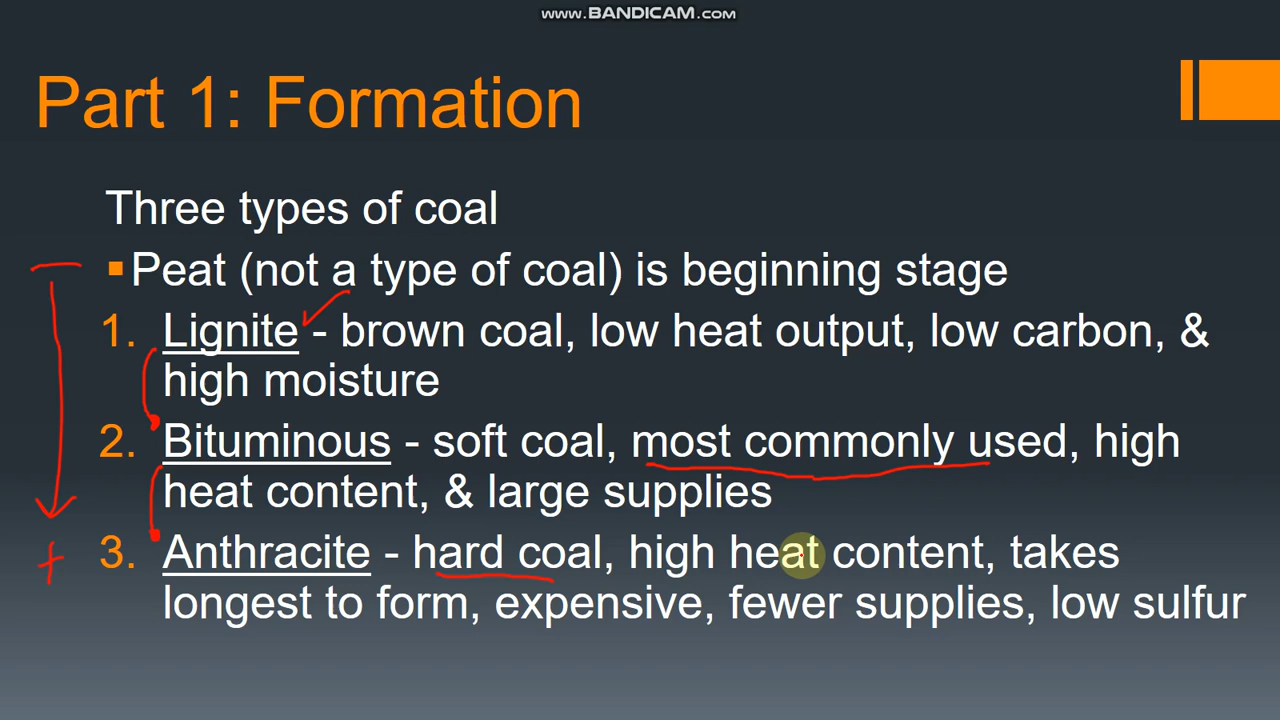 www.BANDICAM.com
Part 1: Formation
Three types of coal
▪Peat (not a type of coal) is beginning stage
1. Lignite - brown coal, low heat output, low carbon, &
high moisture
2. Bituminous - soft coal, most commonly used, high
heat content, & large supplies
+
3. Anthracite - hard coal, high heat content, takes
longest to form, expensive, fewer supplies, low sulfur